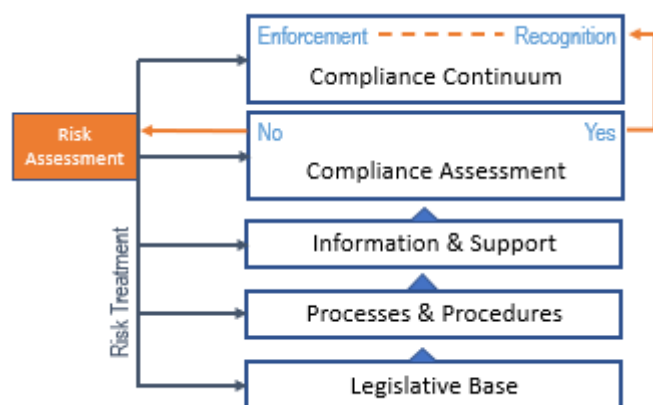 Enforcement Recognition
Compliance Continuum
Risk
Assessment
No Yes
Compliance Assessment
Information & Support
Risk Treatment
Processes & Procedures
Legislative Base